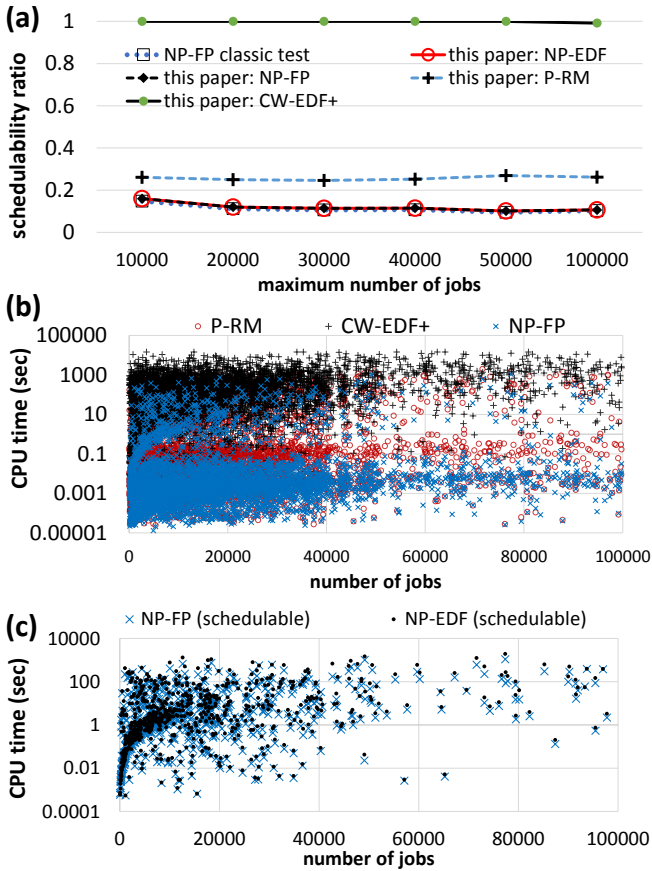 (a)
schedulability ratio
1
0.8
0.6
0.4
0.2
0
NP-FP classic test
this paper: NP-EDF
this paper: NP-FP
this paper: P-RM
this paper: CW-EDF+
10000 20000 30000 40000 50000 100000
maximum number of jobs
(b)
P-RM CW-EDF+ NP-FP
CPU time (sec)
100000
1000
10
0.1
0.001
0.00001
0 20000 40000 60000 80000 100000
number of jobs
(c)
NP-FP (schedulable) NP-EDF (schedulable)
CPU time (sec)
10000
100
1
0.01
0.0001
0 20000 40000 60000 80000 100000
number of jobs